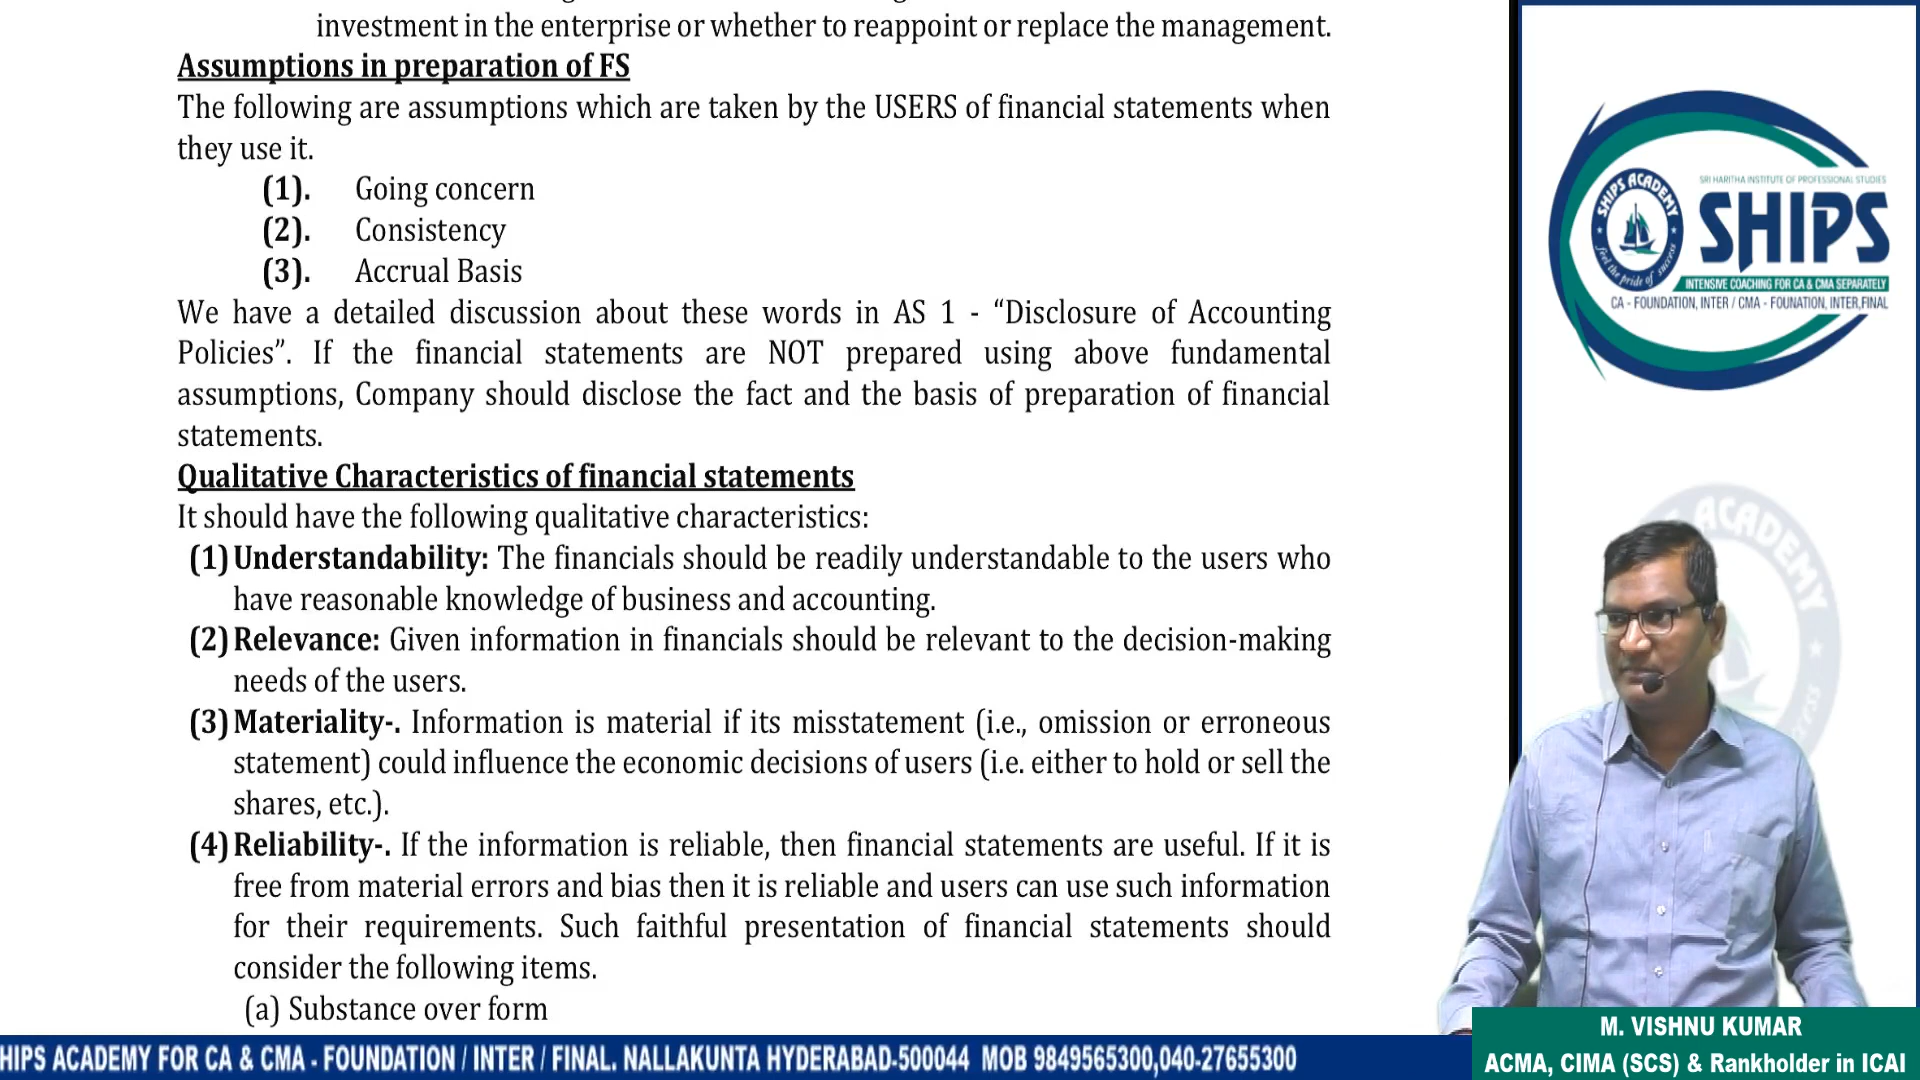 investment in the enterprise or whether to reappoint or replace the management.
Assumptions in preparation of FS
The following are assumptions which are taken by the USERS of financial statements when
they use it.
(1). Going concern
(2). Consistency
(3). Accrual Basis
We have a detailed discussion about these words in AS 1 - “Disclosure of Accounting
Policies”. If the financial statements are NOT prepared using above fundamental
assumptions, Company should disclose the fact and the basis of preparation of financial
statements.
Qualitative Characteristics of financial statements
It should have the following qualitative characteristics:
(1) Understandability: The financials should be readily understandable to the users who
have reasonable knowledge of business and accounting.
(2) Relevance: Given information in financials should be relevant to the decision-making
needs of the users.
(3) Materiality-. Information is material if its misstatement (i.e., omission or erroneous
statement) could influence the economic decisions of users (i.e. either to hold or sell the
shares, etc.).
(4) Reliability-. If the information is reliable, then financial statements are useful. If it is
free from material errors and bias then it is reliable and users can use such information
for their requirements. Such faithful presentation of financial statements should
consider the following items.
(a) Substance over form
SRI HARITHA INSTITUTE OF PROFESSIONAL STUDIES
SHIPS ACADEMY
feel the pride of success
SHIPS
INTENSIVE COACHING FOR CA & CMA SEPARATELY
CA - FOUNDATION, INTER / CMA - FOUNATION, INTER,FINAL
ACADEMY
M. VISHNU KUMAR
ACMA, CIMA (SCS) & Rankholder in ICAI
HIPS ACADEMY FOR CA & CMA - FOUNDATION / INTER / FINAL. NALLAKUNTA HYDERABAD-500044 MOB 9849565300,040-27655300